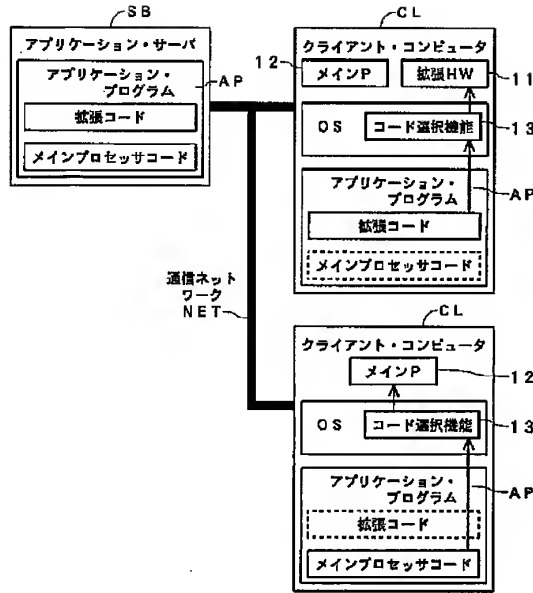 SB
アプリケーション・サーバ
アプリケーション・
プログラム
AP
拡張コード
メインプロセッサコード
通信ネット
ワーク
NET
CL
クライアント・コンピュータ
12
メインP
拡張HW
11
OS
コード選択機能
13
アプリケーション・
プログラム
AP
拡張コード
メインプロセッサコード
CL
クライアント・コンピュータ
メインP
12
OS
コード選択機能
13
アプリケーション・
プログラム
AP
拡張コード
メインプロセッサコード